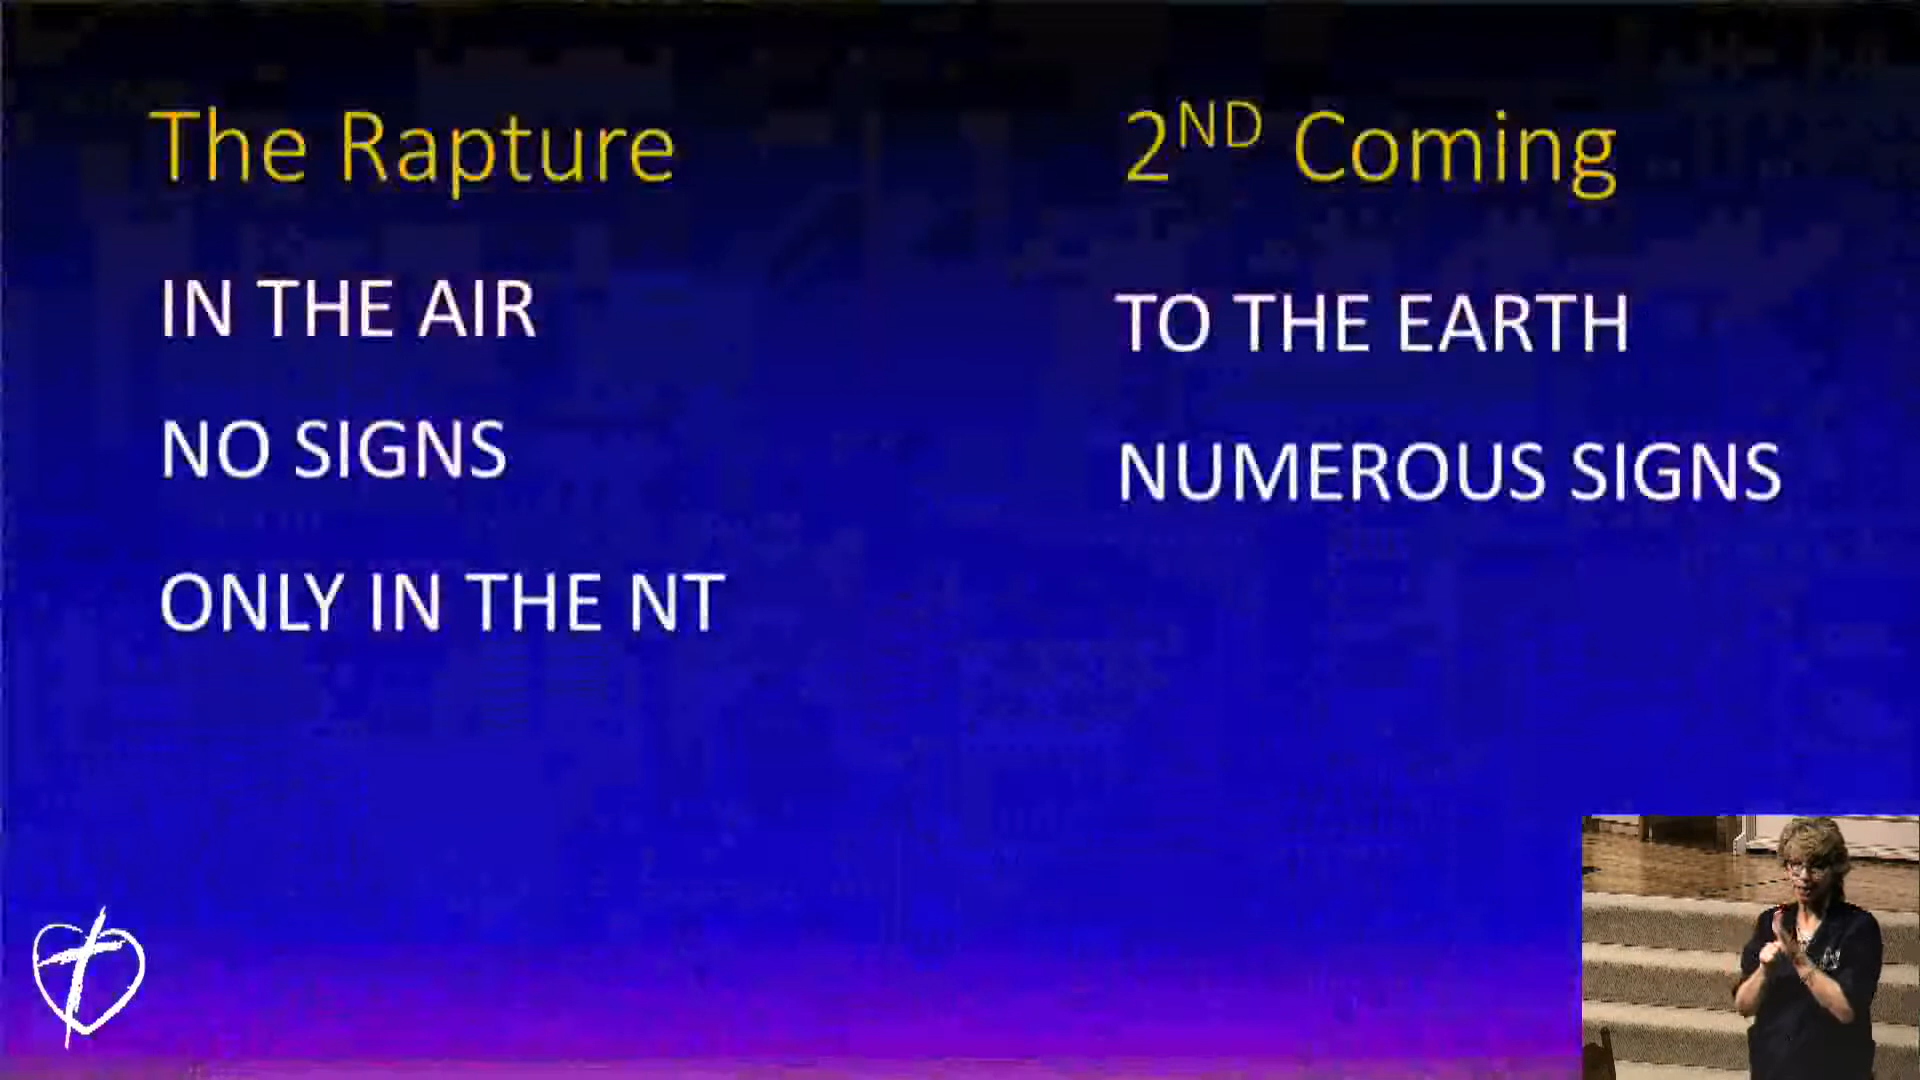 The Rapture
IN THE AIR
NO SIGNS
ONLY IN THE NT
2ND Coming
TO THE EARTH
NUMEROUS SIGNS